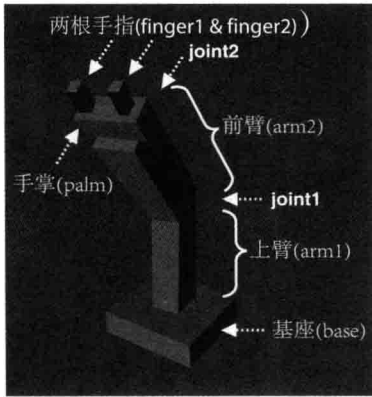 两根手指(finger1 & finger2))
joint2
前臂(arm2)
手掌(palm)
joint1
上臂(arm1)
基座(base)